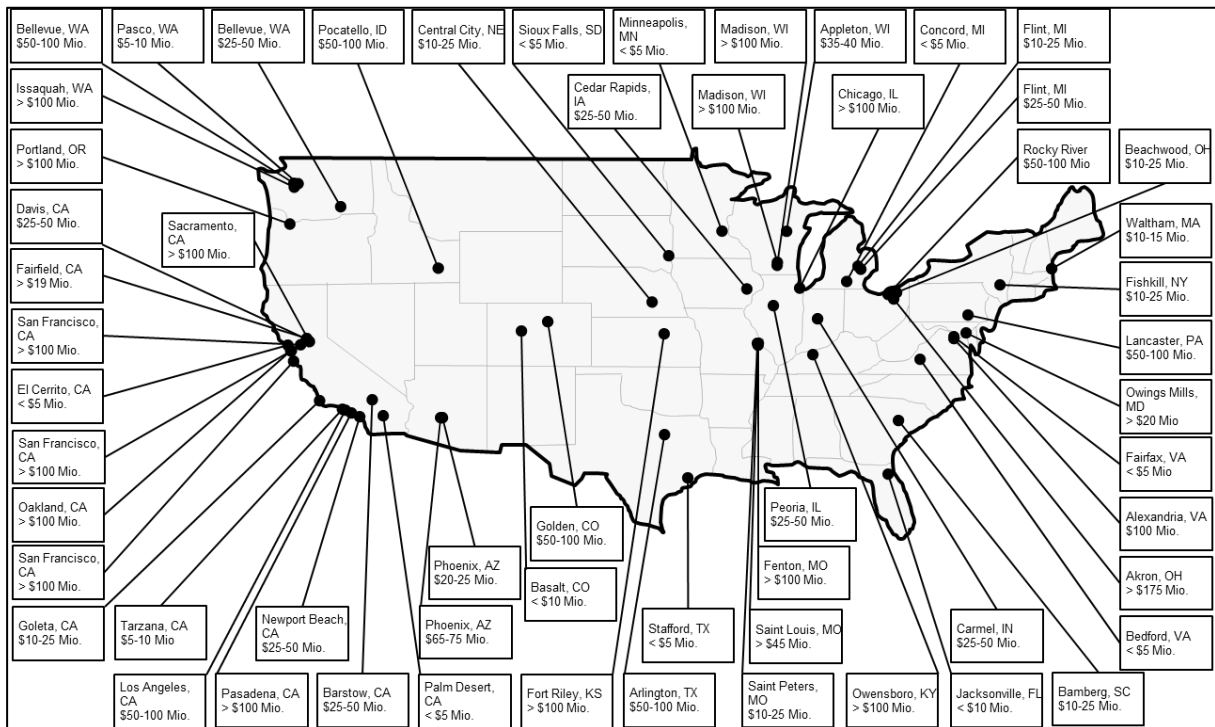 Bellevue, WA
$50-100 Mio.
Pasco, WA
$5-10 Mio.
Bellevue, WA
$25-50 Mio.
Pocatello, ID
$50-100 Mio.
Central City, NE
$10-25 Mio.
Sioux Falls, SD
< $5 Mio.
Minneapolis,
MN
< $5 Mio.
Madison, WI
> $100 Mio.
Appleton, WI
$35-40 Mio.
Concord, MI
< $5 Mio.
Flint, MI
$10-25 Mio.
Issaquah, WA
> $100 Mio.
Cedar Rapids,
IA
$25-50 Mio.
Madison, WI
> $100 Mio.
Chicago, IL
> $100 Mio.
Flint, MI
$25-50 Mio.
Portland, OR
> $100 Mio.
Rocky River
$50-100 Mio
Beachwood, OH
$10-25 Mio.
Davis, CA
$25-50 Mio.
Sacramento,
CA
> $100 Mio.
Waltham, MA
$10-15 Mio.
Fairfield, CA
> $19 Mio.
Fishkill, NY
$10-25 Mio.
San Francisco,
CA
> $100 Mio.
Lancaster, PA
$50-100 Mio.
El Cerrito, CA
< $5 Mio.
Owings Mills,
MD
> $20 Mio
San Francisco,
CA
> $100 Mio.
Fairfax, VA
< $5 Mio
Oakland, CA
> $100 Mio.
Golden, CO
$50-100 Mio.
Peoria, IL
$25-50 Mio.
Alexandria, VA
$100 Mio.
San Francisco,
CA
> $100 Mio.
Phoenix, AZ
$20-25 Mio.
Basalt, CO
< $10 Mio.
Fenton, MO
> $100 Mio.
Akron, OH
> $175 Mio.
Goleta, CA
$10-25 Mio.
Tarzana, CA
$5-10 Mio
Newport Beach,
CA
$25-50 Mio.
Phoenix, AZ
$65-75 Mio.
Stafford, TX
< $5 Mio.
Saint Louis, MO
> $45 Mio.
Carmel, IN
$25-50 Mio.
Bedford, VA
< $5 Mio.
Los Angeles,
CA
$50-100 Mio.
Pasadena, CA
> $100 Mio.
Barstow, CA
$25-50 Mio.
Palm Desert,
CA
< $5 Mio.
Fort Riley, KS
> $100 Mio.
Arlington, TX
$50-100 Mio.
Saint Peters,
MO
$10-25 Mio.
Owensboro, KY
> $100 Mio.
Jacksonville, FL
< $10 Mio.
Bamberg, SC
$10-25 Mio.